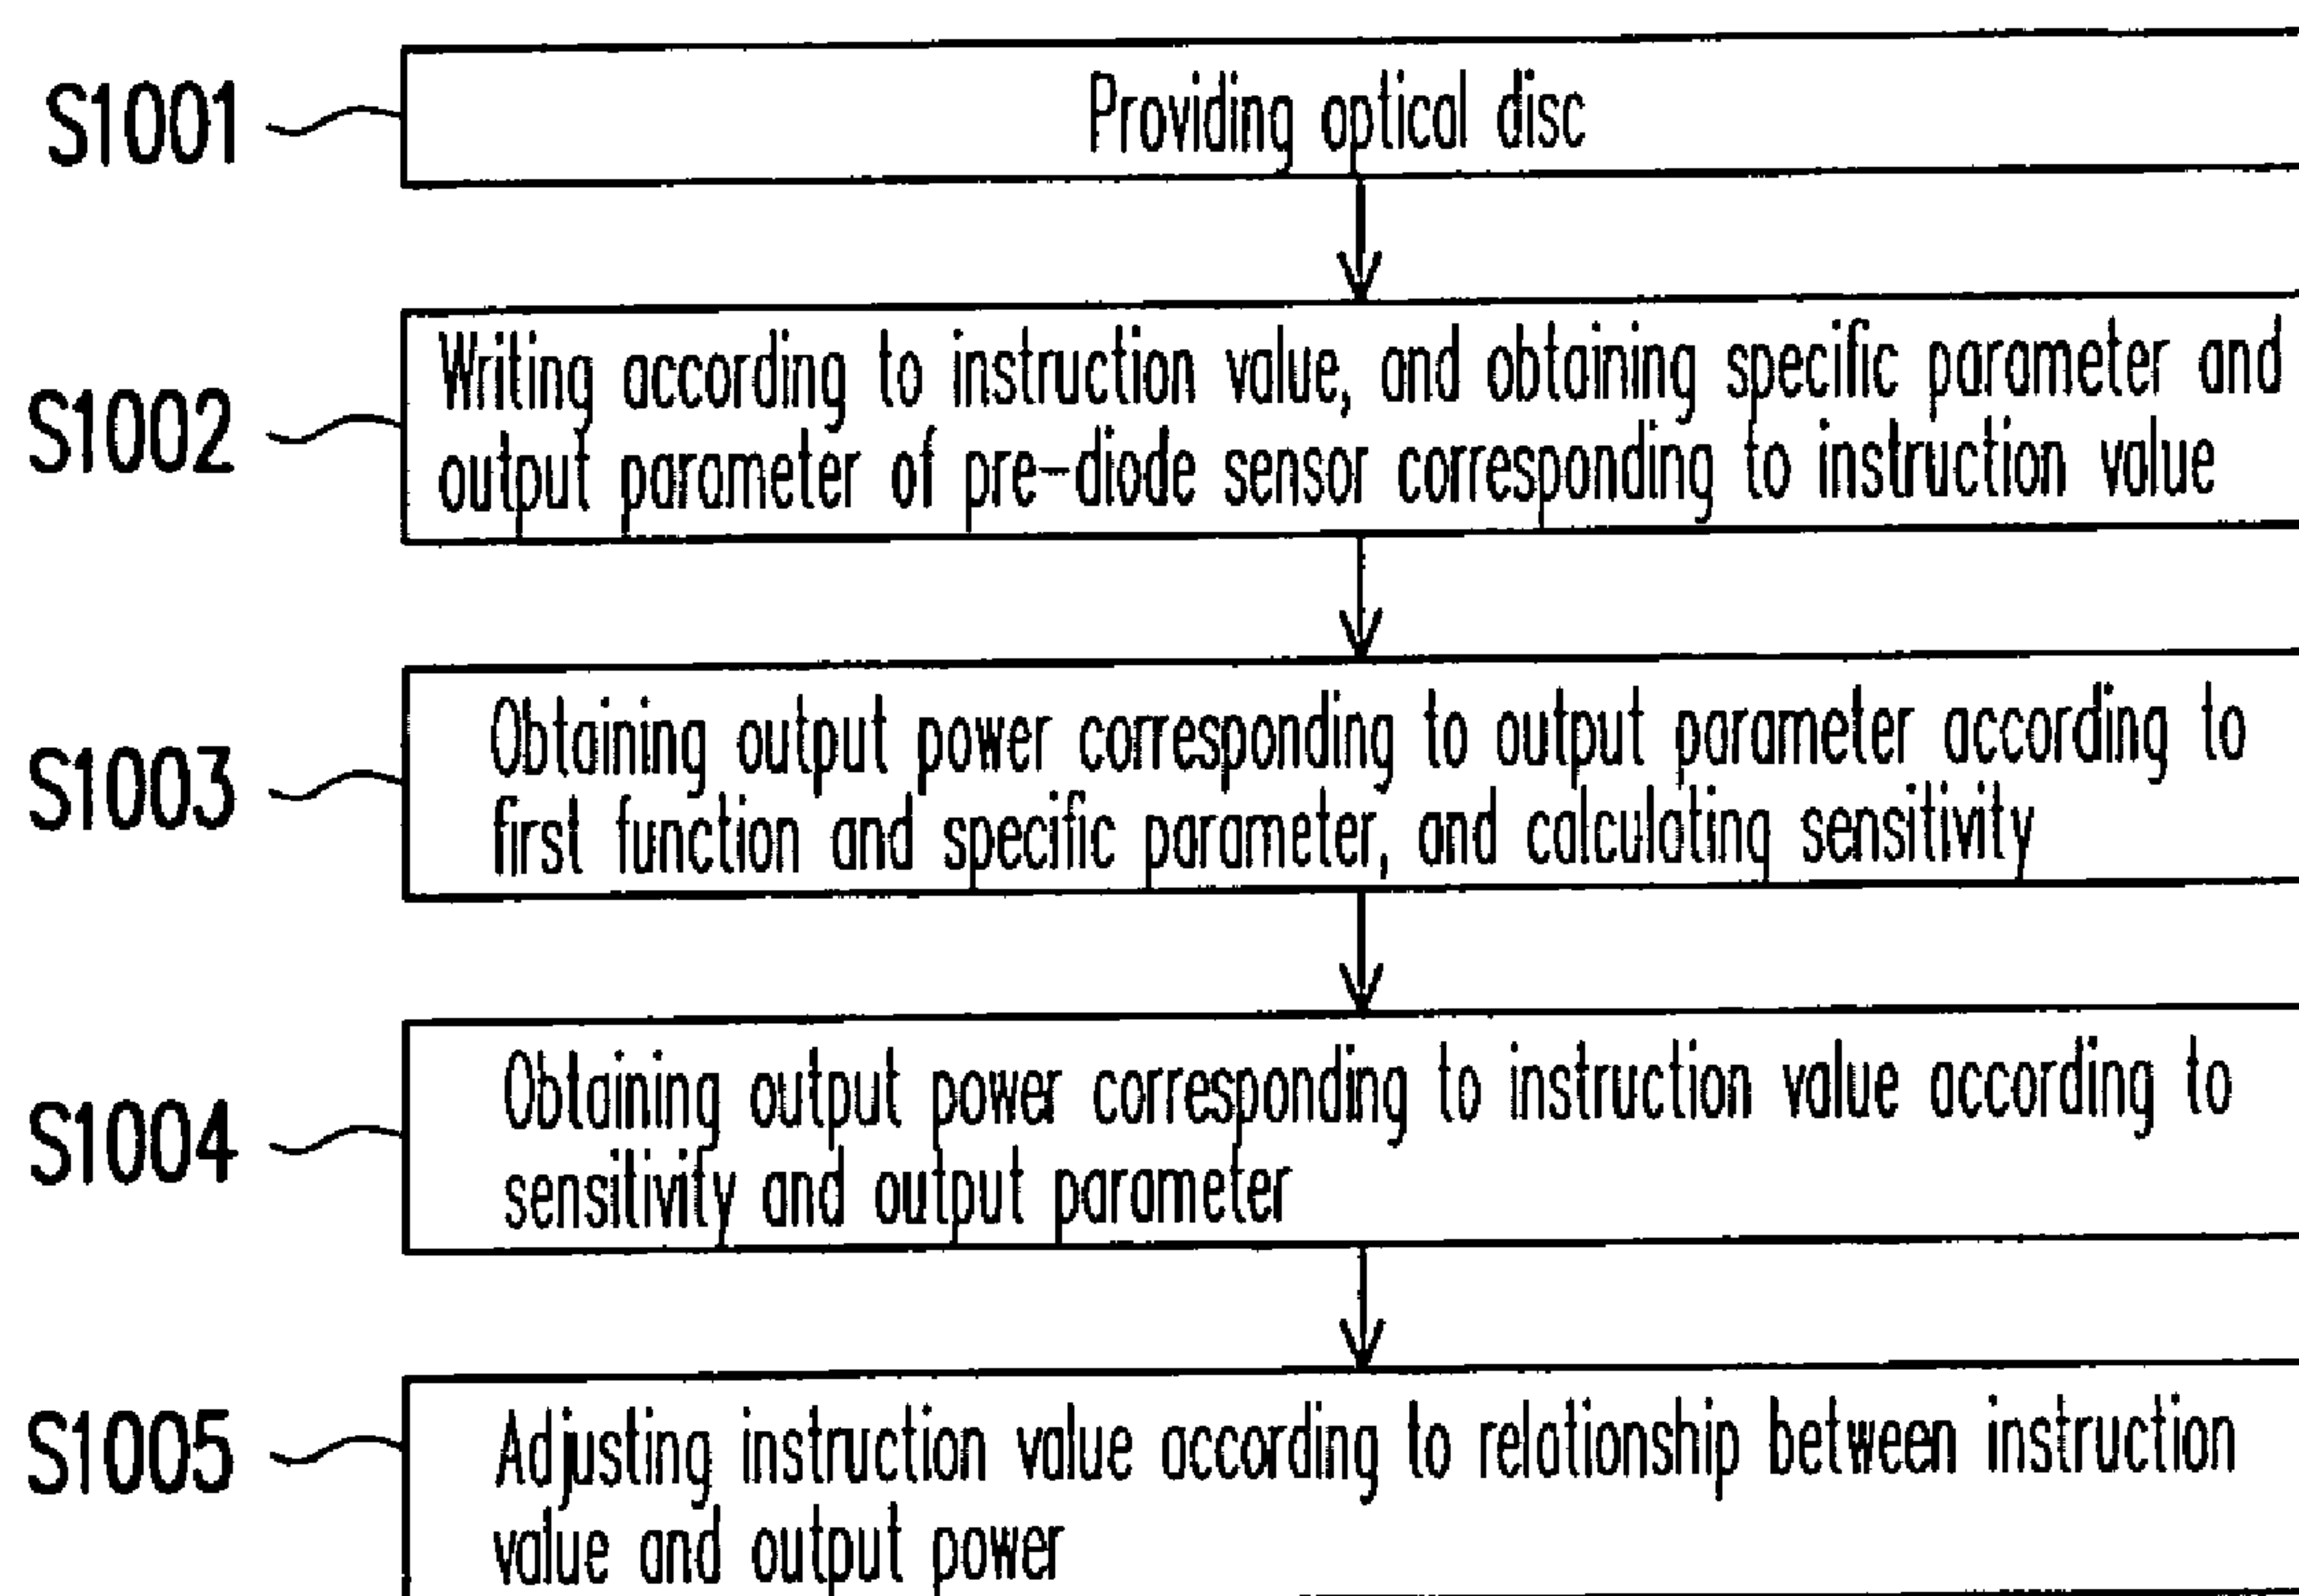 S1001
Providing optical disc
S1002
Writing according to instruction value, and obtaining specific parameter and
output parameter of pre-diode sensor corresponding to instruction value
S1003
Obtaining output power corresponding to output parameter according to
first function and specific parameter, and calculating sensitivity
S1004
Obtaining output power corresponding to instruction value according to
sensitivity and output parameter
S1005
Adjusting instruction value according to relationship between instruction
value and output power